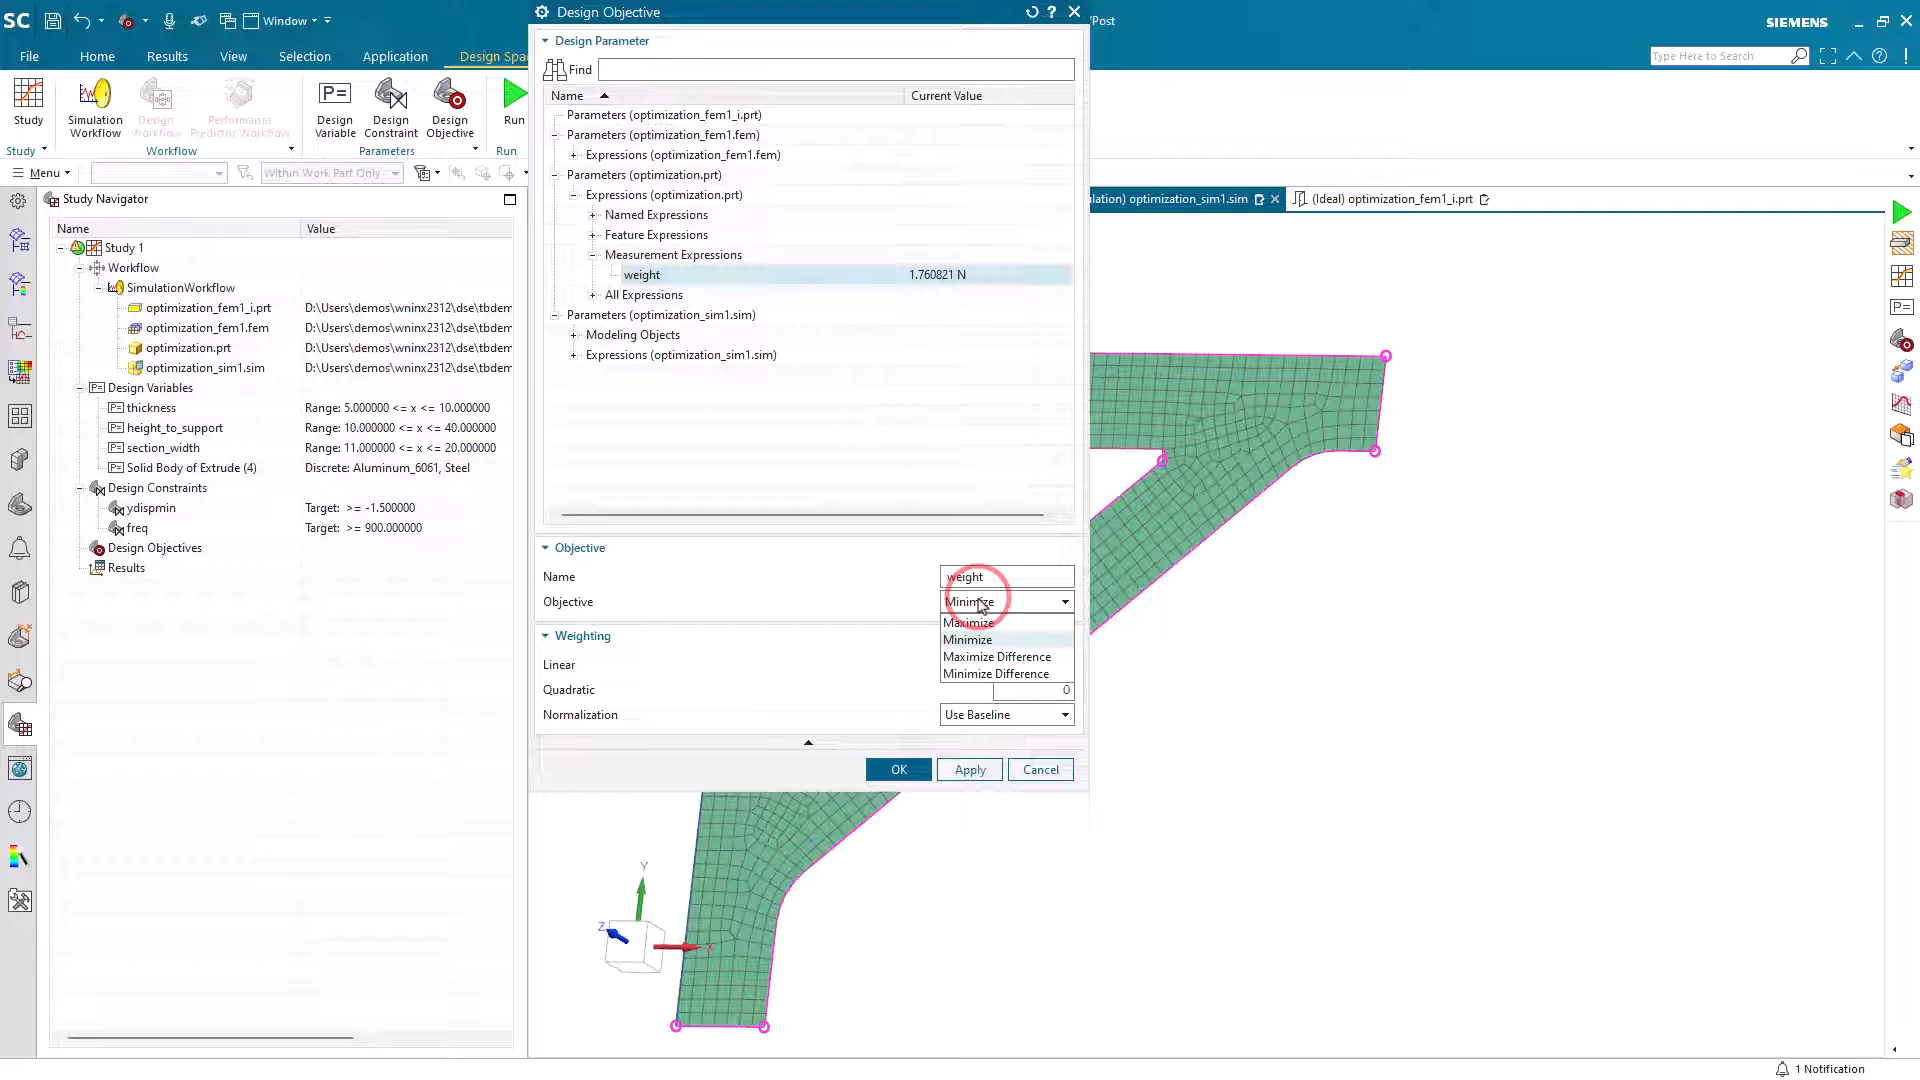 SC
Window
Design Objective
/Post
SIEMENS
File
Home
Results
View
Selection
Application
Design Spac
Type Here to Search
Study
Simulation Workflow
Design Workflow
Performance Predictor Workflow
Design Variable
Design Constraint
Design Objective
Run
Study
Workflow
Parameters
Run
Menu
Within Work Part Only
Study Navigator
Name
Value
Study 1
Workflow
SimulationWorkflow
optimization_fem1_i.prt D:\Users\demos\wninx2312\dse\tbdem
optimization_fem1.fem D:\Users\demos\wninx2312\dse\tbdem
optimization.prt D:\Users\demos\wninx2312\dse\tbdem
optimization_sim1.sim D:\Users\demos\wninx2312\dse\tbdem
Design Variables
thickness Range: 5.000000 <= x <= 10.000000
height_to_support Range: 10.000000 <= x <= 40.000000
section_width Range: 11.000000 <= x <= 20.000000
Solid Body of Extrude (4) Discrete: Aluminum_6061, Steel
Design Constraints
ydispmin Target: >= -1.500000
freq Target: >= 900.000000
Design Objectives
Results
Design Parameter
Find
Name
Current Value
Parameters (optimization_fem1_i.prt)
Parameters (optimization_fem1.fem)
Expressions (optimization_fem1.fem)
Parameters (optimization.prt)
Expressions (optimization.prt)
Named Expressions
Feature Expressions
Measurement Expressions
weight 1.760821 N
All Expressions
Parameters (optimization_sim1.sim)
Modeling Objects
Expressions (optimization_sim1.sim)
Objective
Name weight
Objective Minimize
Maximize
Minimize
Maximize Difference
Minimize Difference
Weighting
Linear
Quadratic 0
Normalization Use Baseline
OK
Apply
Cancel
ulation) optimization_sim1.sim
(Ideal) optimization_fem1_i.prt
Y
Z
X
1 Notification